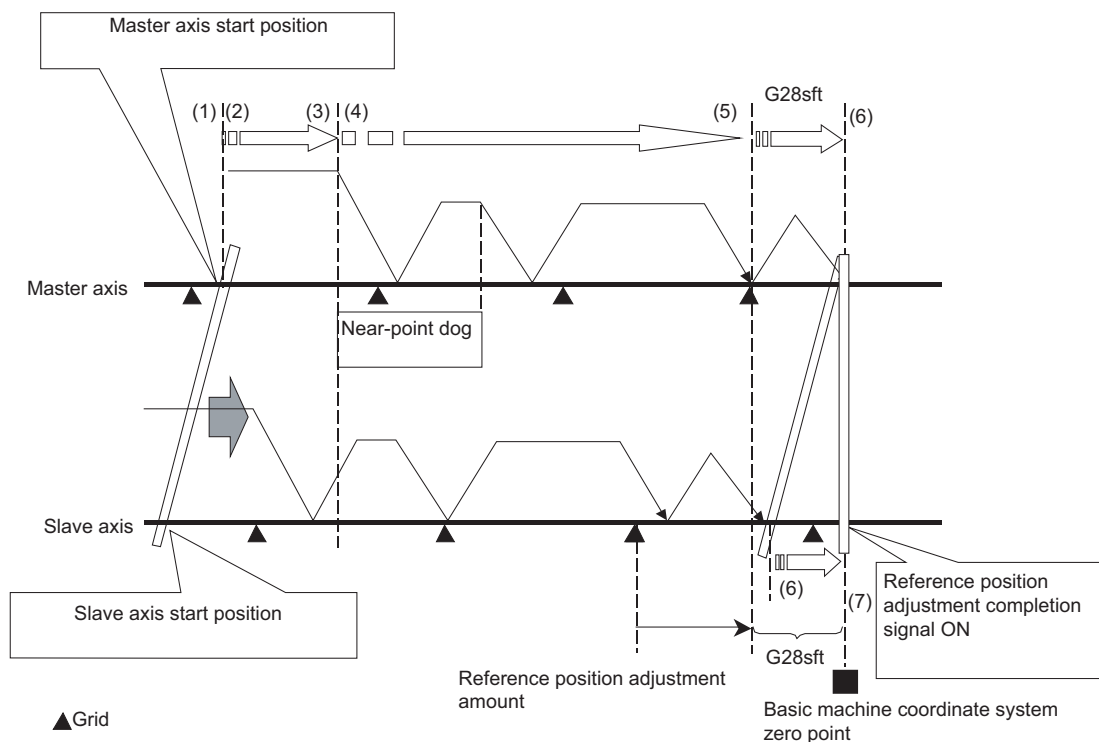 Master axis start position
G28sft
(1) (2) (3) (4) (5) (6)
Master axis
Near-point dog
Slave axis
Slave axis start position
(6)
(7)
Reference position
adjustment completion
signal ON
G28sft
Reference position adjustment
amount
Basic machine coordinate system
zero point
Grid